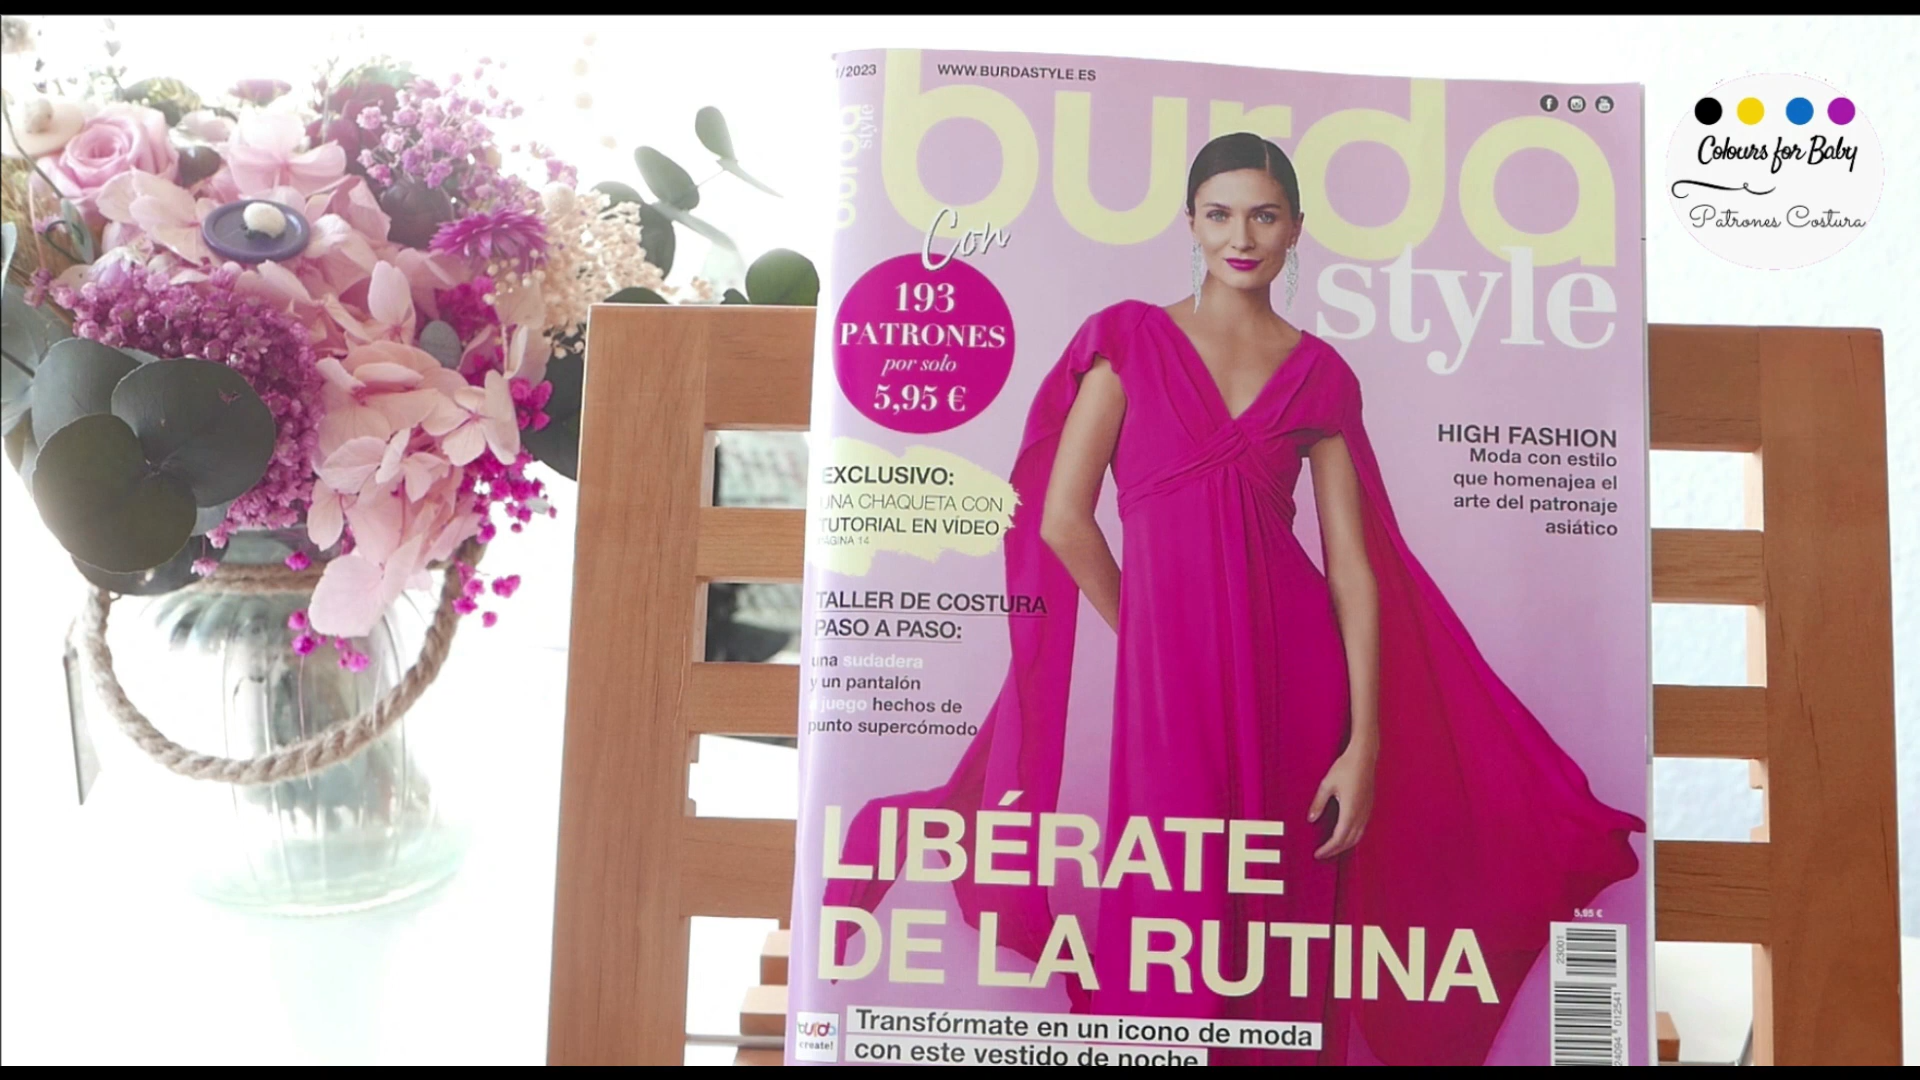 1/2023
WWW.BURDASTYLE.ES
burda
style
burda
style
Con
193
PATRONES
por solo
5,95 €
EXCLUSIVO:
UNA CHAQUETA CON
TUTORIAL EN VÍDEO
PÁGINA 14
TALLER DE COSTURA
PASO A PASO:
una sudadera
y un pantalón
a juego hechos de
punto supercómodo
HIGH FASHION
Moda con estilo
que homenajea el
arte del patronaje
asiático
LIBÉRATE
DE LA RUTINA
burda
create!
Transfórmate en un icono de moda
con este vestido de noche
5,95 €
23001
Colours for Baby
Patrones Costura